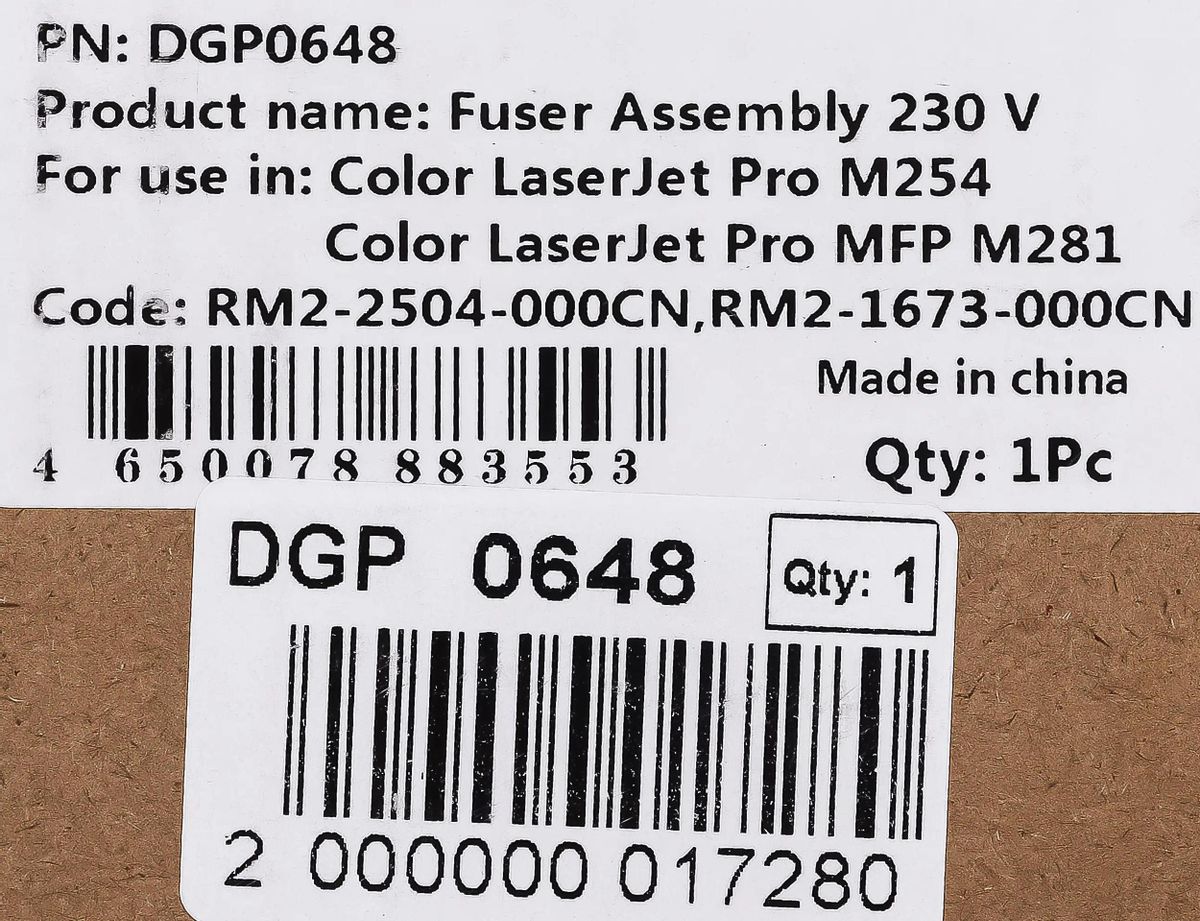 PN: DGP0648
Product name: Fuser Assembly 230 V
For use in: Color LaserJet Pro M254
Color LaserJet Pro MFP M281
Code: RM2-2504-000CN,RM2-1673-000CN
Made in china
4 650078 883553
Qty: 1Pc
DGP 0648
Qty: 1
2 000000 017280